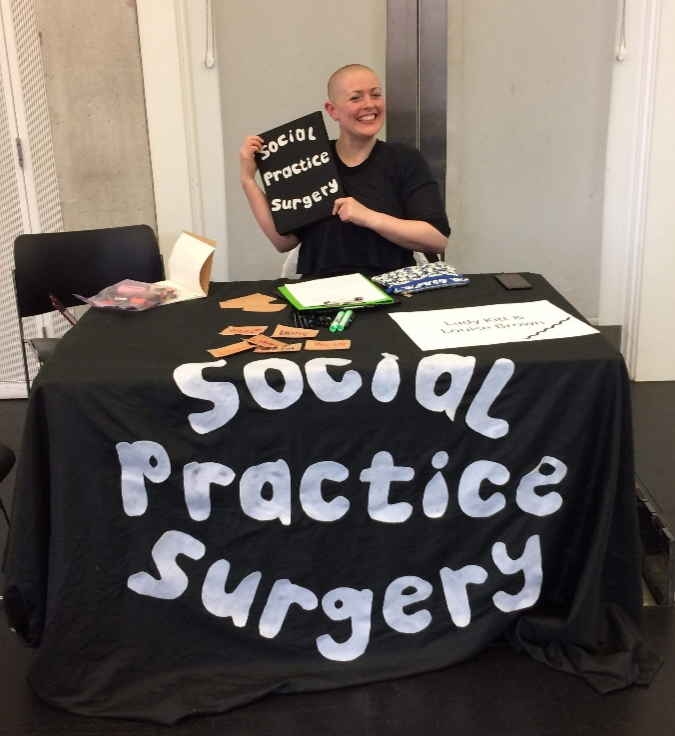 Social
Practice
Surgery
Lady Kitt &
Louise Brown
Social
Practice
Surgery